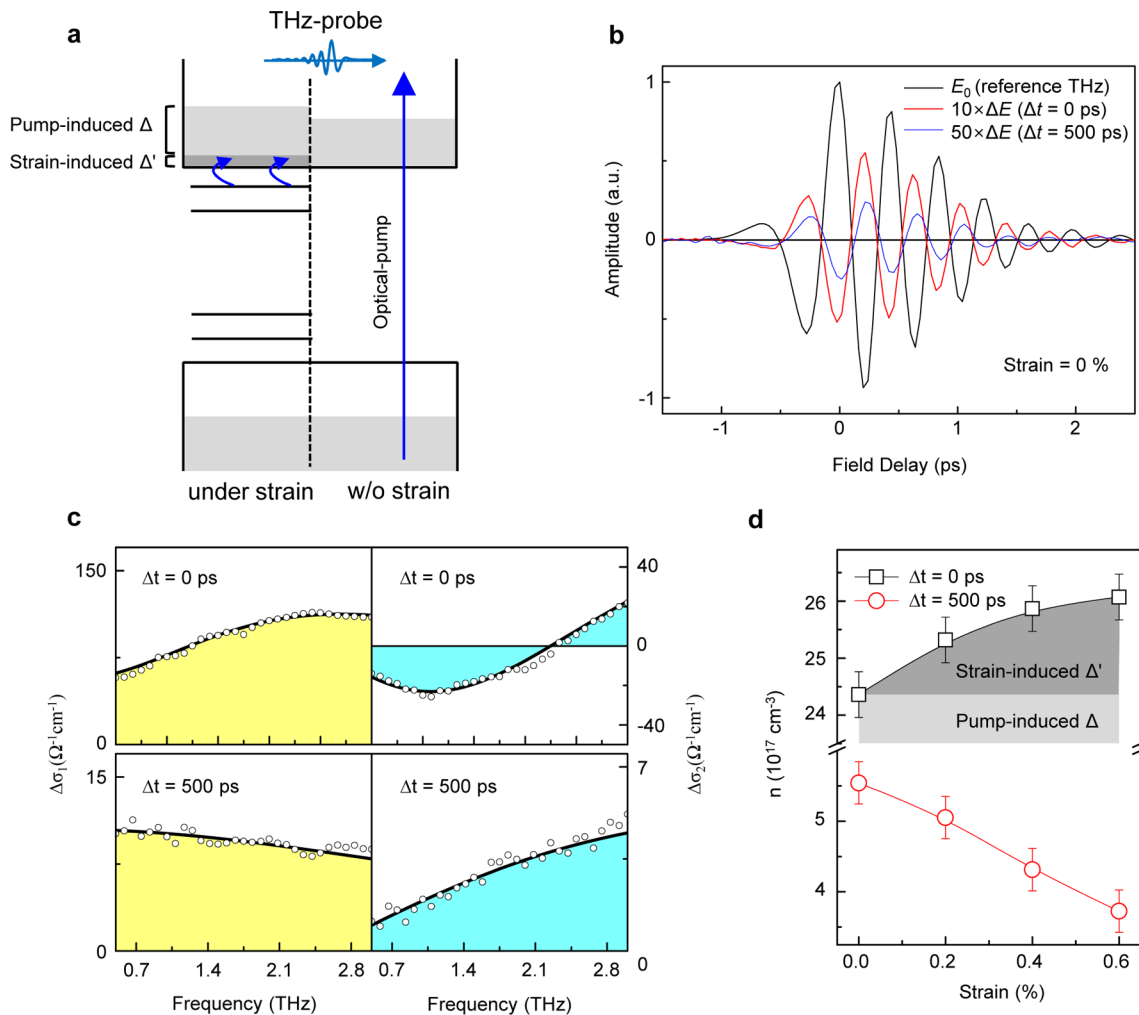 a
THz-probe
Pump-induced Δ
Strain-induced Δ'
Optical-pump
under strain
w/o strain
b
E0 (reference THz)
10×ΔE (Δt = 0 ps)
50×ΔE (Δt = 500 ps)
1
0
-1
Amplitude (a.u.)
Strain = 0 %
-1
0
1
2
Field Delay (ps)
c
150
0
Δt = 0 ps
Δt = 0 ps
40
0
-40
Δσ1(Ω-1cm-1)
Δσ2(Ω-1cm-1)
15
0
Δt = 500 ps
Δt = 500 ps
7
0
0.7
1.4
2.1
2.8
0.7
1.4
2.1
2.8
Frequency (THz)
Frequency (THz)
d
Δt = 0 ps
Δt = 500 ps
26
25
24
5
4
n (10^17 cm-3)
Strain-induced Δ'
Pump-induced Δ
0.0
0.2
0.4
0.6
Strain (%)